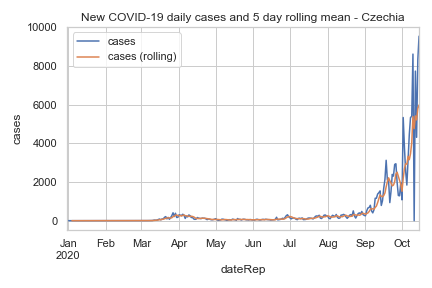 New COVID-19 daily cases and 5 day rolling mean - Czechia
10000
8000
6000
4000
2000
0
cases
cases
cases (rolling)
Jan Feb Mar Apr May Jun Jul Aug Sep Oct
2020
dateRep